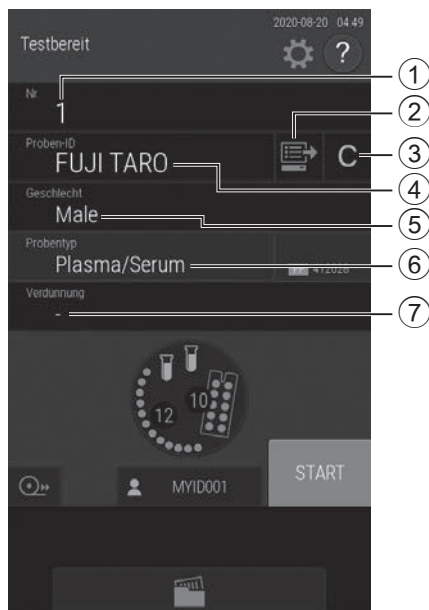 2020-08-20 04:49
Testbereit
?
Nr.
1
Proben-ID
FUJI TARO
C
Geschlecht
Male
Probentyp
Plasma/Serum
412028
Verdünnung
-
12
10
START
MYID001
1
2
3
4
5
6
7